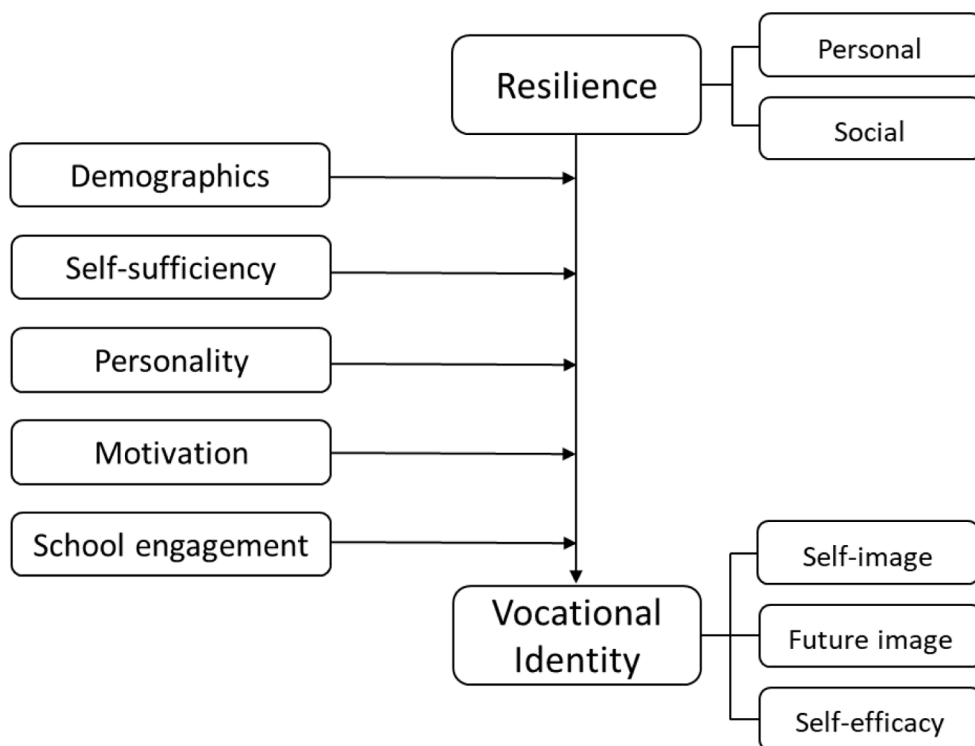 Resilience
Personal
Social
Demographics
Self-sufficiency
Personality
Motivation
School engagement
Vocational
Identity
Self-image
Future image
Self-efficacy